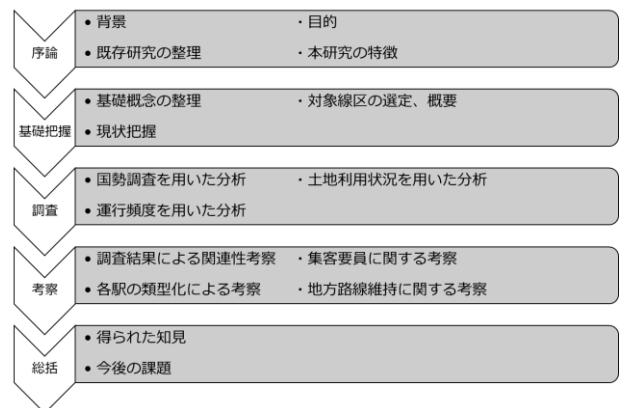 序論
• 背景 ・目的
• 既存研究の整理 ・本研究の特徴
基礎把握
• 基礎概念の整理 ・対象線区の選定、概要
• 現状把握
調査
• 国勢調査を用いた分析 ・土地利用状況を用いた分析
• 運行頻度を用いた分析
考察
• 調査結果による関連性考察 ・集客要員に関する考察
• 各駅の類型化による考察 ・地方路線維持に関する考察
総括
• 得られた知見
• 今後の課題